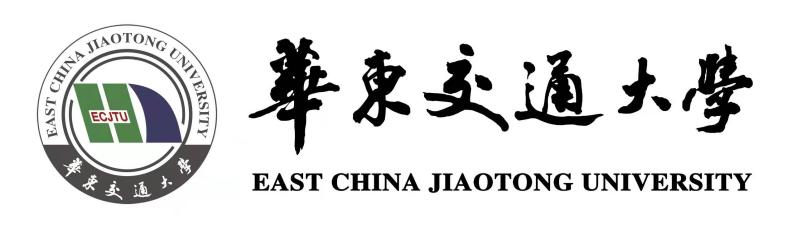 EAST CHINA JIAOTONG UNIVERSITY
ECJTU
華東交通大學
華東交通大學
EAST CHINA JIAOTONG UNIVERSITY